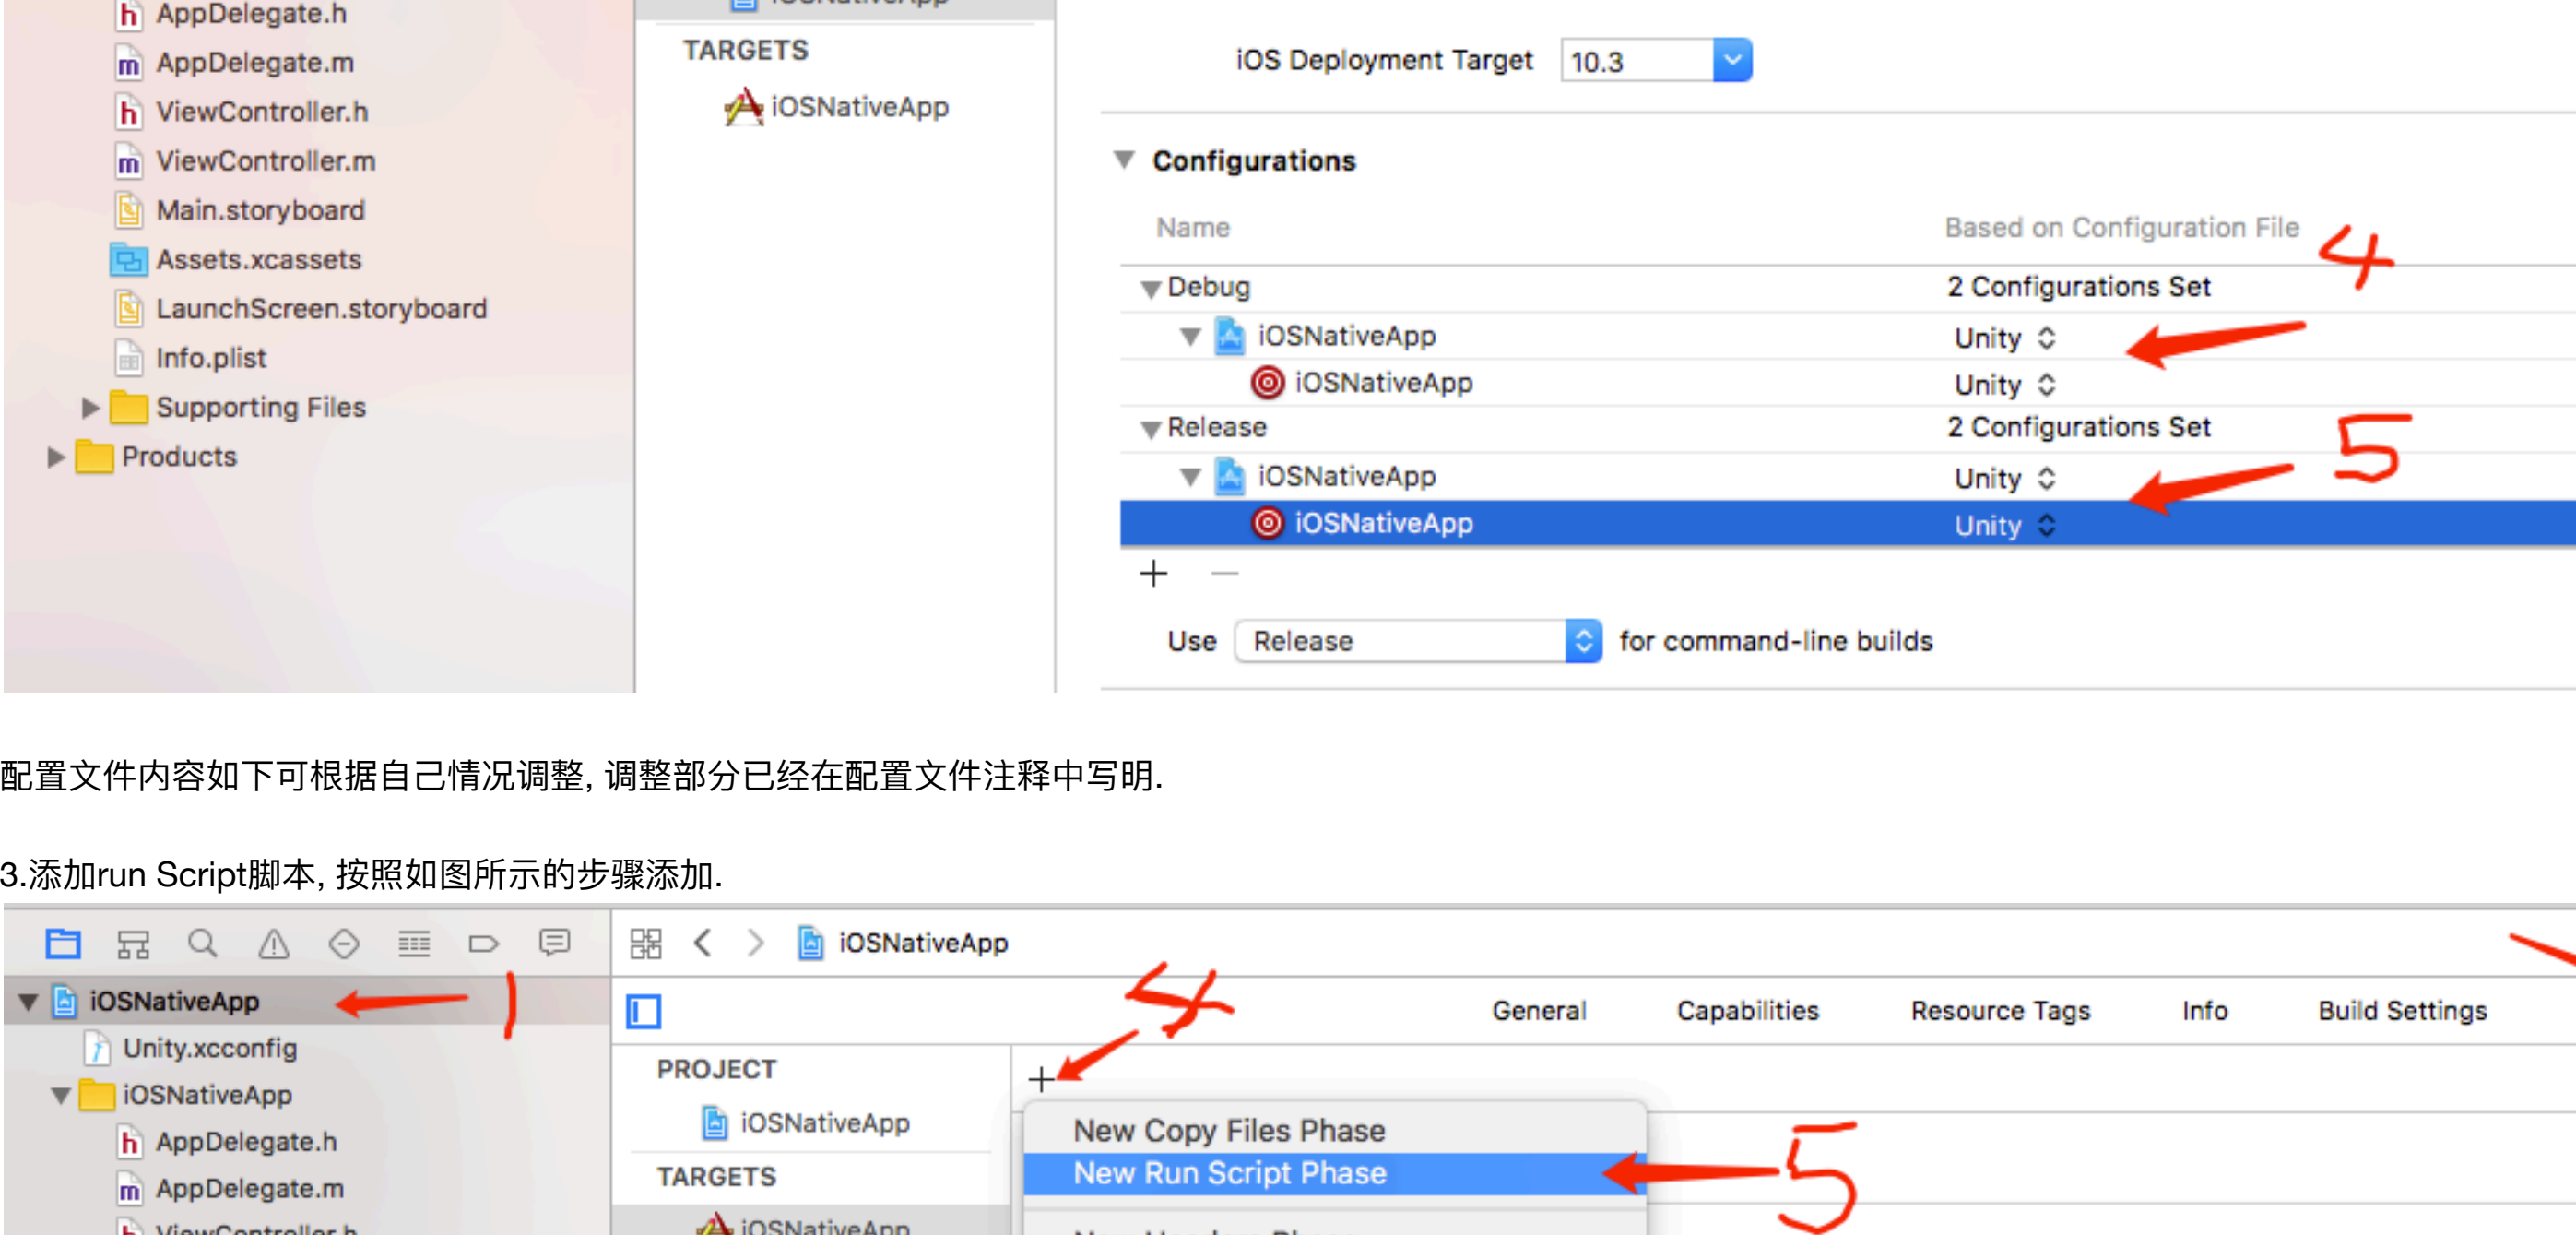 AppDelegate.h
AppDelegate.m
ViewController.h
ViewController.m
Main.storyboard
Assets.xcassets
LaunchScreen.storyboard
Info.plist
Supporting Files
Products
iOSNativeApp
TARGETS
iOSNativeApp
iOS Deployment Target 10.3
Configurations
Name Based on Configuration File
4
Debug 2 Configurations Set
iOSNativeApp Unity
iOSNativeApp Unity
Release 2 Configurations Set
5
iOSNativeApp Unity
iOSNativeApp Unity
Use Release for command-line builds
配置文件内容如下可根据自己情况调整, 调整部分已经在配置文件注释中写明.
3.添加run Script脚本, 按照如图所示的步骤添加.
iOSNativeApp
iOSNativeApp
1
4
General Capabilities Resource Tags Info Build Settings
Unity.xcconfig
iOSNativeApp
AppDelegate.h
AppDelegate.m
ViewController.h
PROJECT
iOSNativeApp
TARGETS
iOSNativeApp
New Copy Files Phase
New Run Script Phase
5